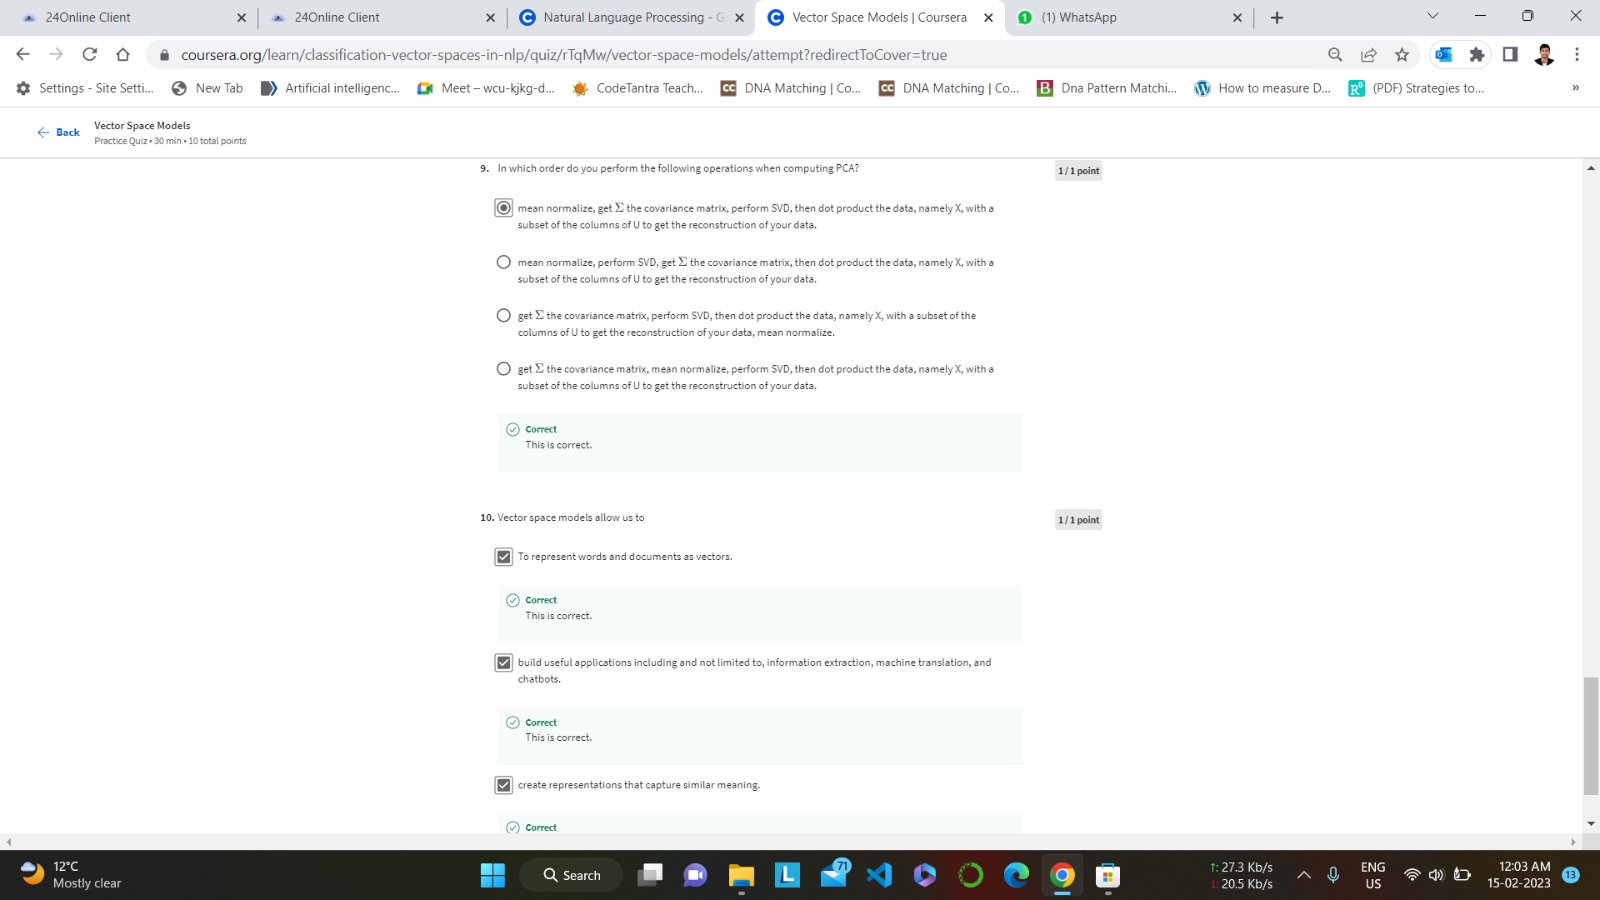 24Online Client
24Online Client
Natural Language Processing - G
Vector Space Models | Coursera
(1) WhatsApp
coursera.org/learn/classification-vector-spaces-in-nlp/quiz/rTqMw/vector-space-models/attempt?redirectToCover=true
Settings - Site Setti...
New Tab
Artificial intelligenc...
Meet – wcu-kjkg-d...
CodeTantra Teach...
CC DNA Matching | Co...
CC DNA Matching | Co...
B Dna Pattern Matchi...
How to measure D...
(PDF) Strategies to...
Back
Vector Space Models
Practice Quiz • 30 min • 10 total points
9. In which order do you perform the following operations when computing PCA?
1 / 1 point
mean normalize, get Σ the covariance matrix, perform SVD, then dot product the data, namely X, with a
subset of the columns of U to get the reconstruction of your data.
mean normalize, perform SVD, get Σ the covariance matrix, then dot product the data, namely X, with a
subset of the columns of U to get the reconstruction of your data.
get Σ the covariance matrix, perform SVD, then dot product the data, namely X, with a subset of the
columns of U to get the reconstruction of your data, mean normalize.
get Σ the covariance matrix, mean normalize, perform SVD, then dot product the data, namely X, with a
subset of the columns of U to get the reconstruction of your data.
Correct
This is correct.
10. Vector space models allow us to
1 / 1 point
To represent words and documents as vectors.
Correct
This is correct.
build useful applications including and not limited to, information extraction, machine translation, and
chatbots.
Correct
This is correct.
create representations that capture similar meaning.
Correct
12°C
Mostly clear
Search
L
71
↑: 27.3 Kb/s
↓: 20.5 Kb/s
ENG
US
12:03 AM
15-02-2023
13